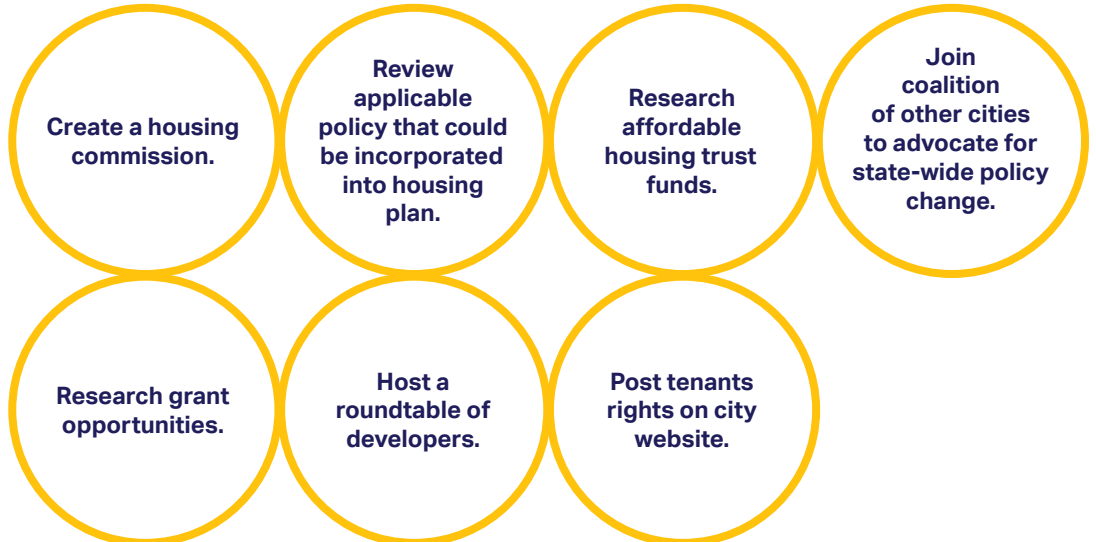 Create a housing
commission.
Review
applicable
policy that could
be incorporated
into housing
plan.
Research
affordable
housing trust
funds.
Join
coalition
of other cities
to advocate for
state-wide policy
change.
Research grant
opportunities.
Host a
roundtable of
developers.
Post tenants
rights on city
website.